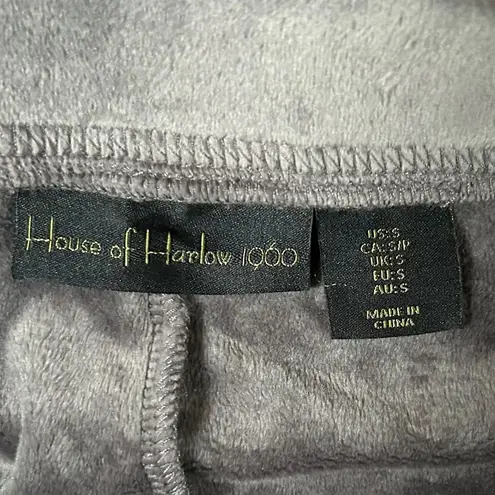 House of Harlow 1960
US:S
CA:S/P
UK:S
EU:S
AU:S
MADE IN
CHINA